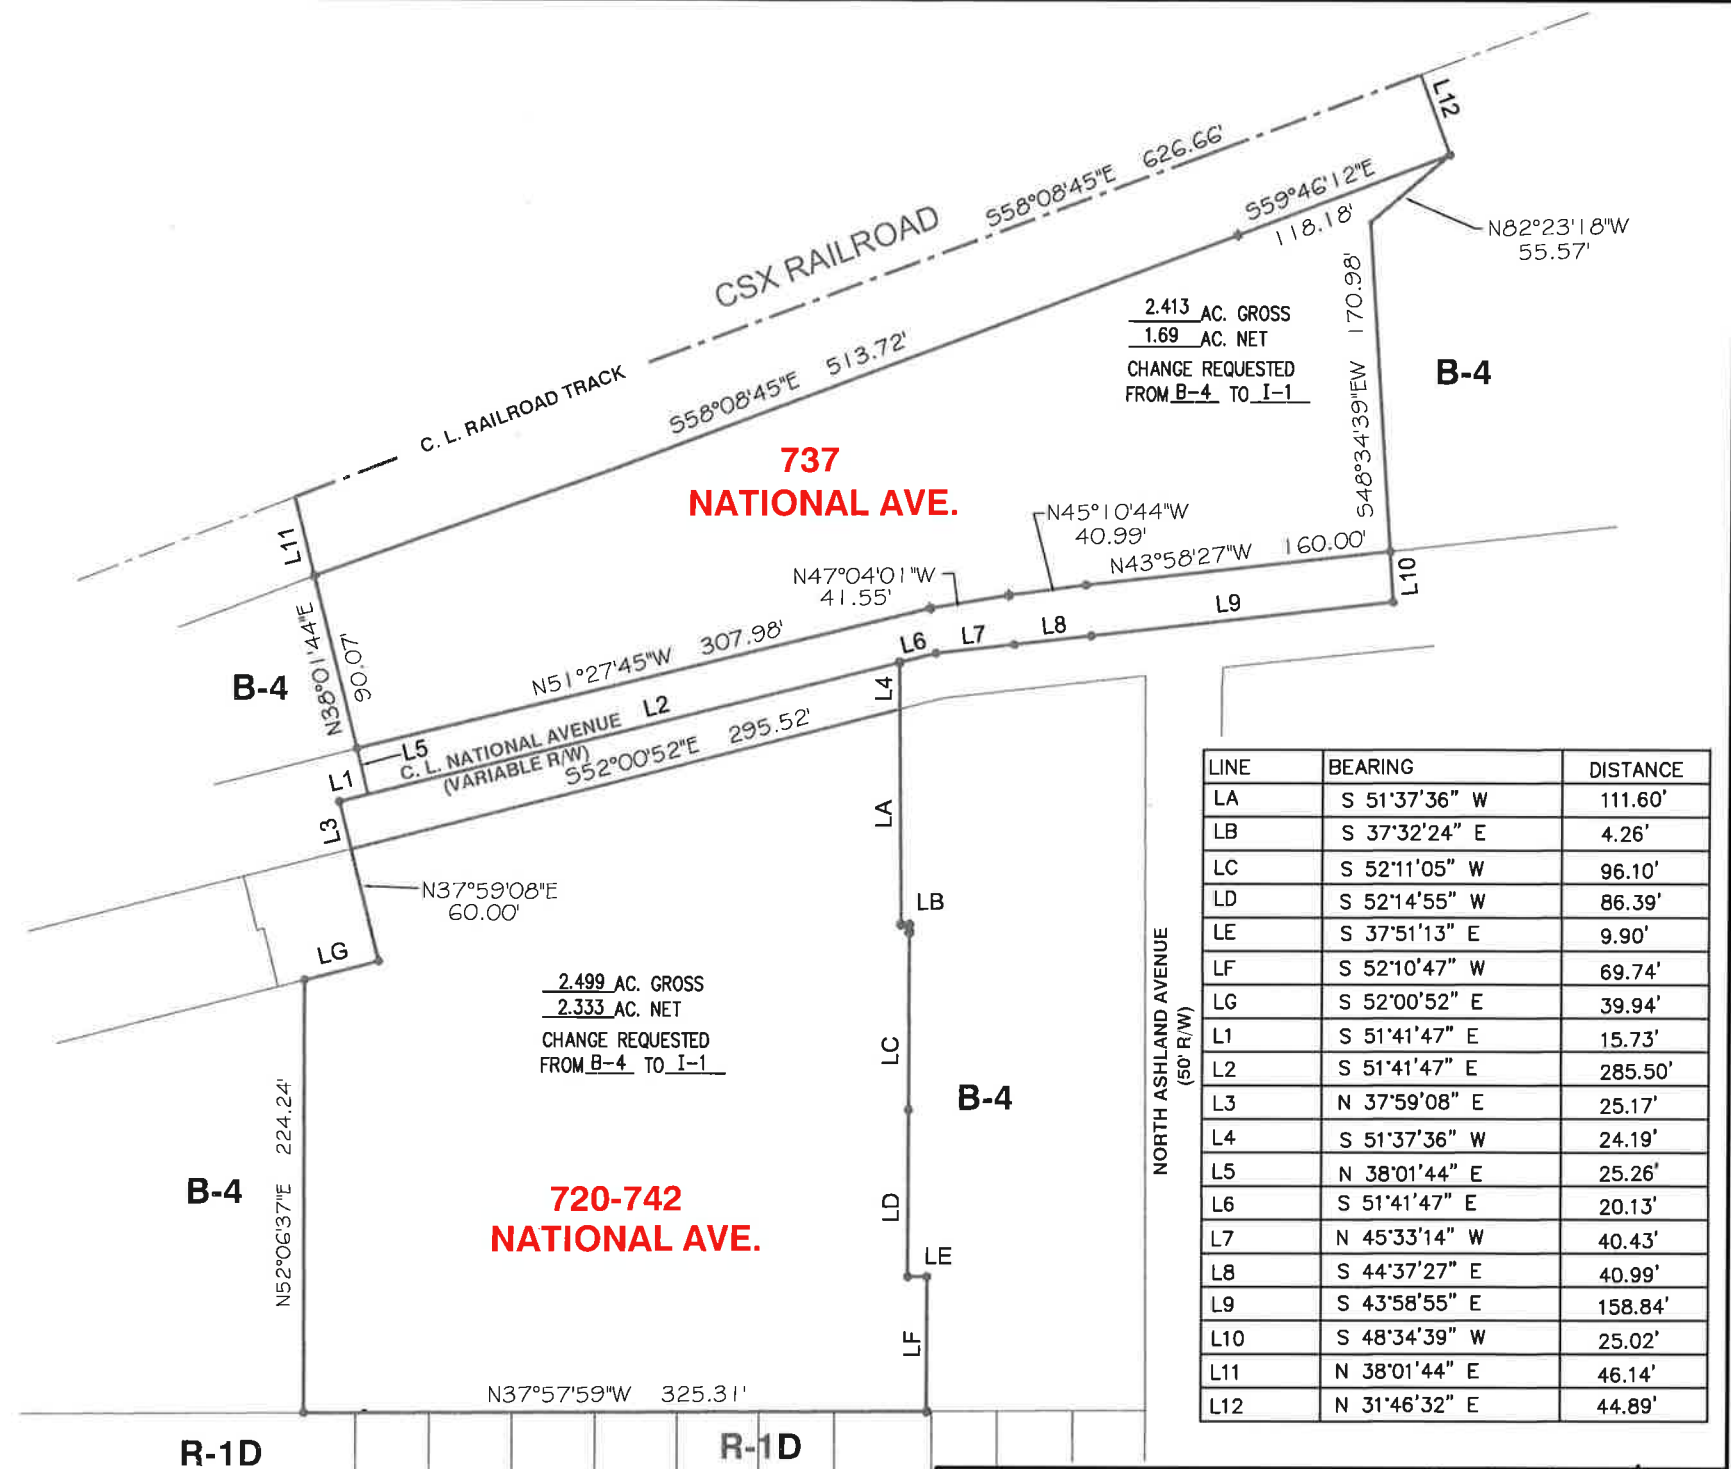 L12
S58°08'45"E 626.66'
CSX RAILROAD
S59°46'12"E
118.18'
N82°23'18"W
55.57'
C. L. RAILROAD TRACK
S58°08'45"E 513.72'
2.413 AC. GROSS
1.69 AC. NET
CHANGE REQUESTED
FROM B-4 TO I-1
S48°34'39"EW 170.98'
B-4
737
NATIONAL AVE.
L11
N38°01'44"E
90.07'
B-4
N45°10'44"W
40.99'
N43°58'27"W 160.00'
N47°04'01"W
41.55'
N51°27'45"W 307.98'
L10
L9
L8
L7
L6
L4
L5
L2
C. L. NATIONAL AVENUE
(VARIABLE R/W)
S52°00'52"E 295.52'
L1
L3
N37°59'08"E
60.00'
LA
LB
LG
2.499 AC. GROSS
2.333 AC. NET
CHANGE REQUESTED
FROM B-4 TO I-1
LC
B-4
NORTH ASHLAND AVENUE
(50' R/W)
B-4
N52°06'37"E 224.24'
720-742
NATIONAL AVE.
LD
LE
LF
N37°57'59"W 325.31'
R-1D
R-1D
LINE BEARING DISTANCE
LA S 51°37'36" W 111.60'
LB S 37°32'24" E 4.26'
LC S 52°11'05" W 96.10'
LD S 52°14'55" W 86.39'
LE S 37°51'13" E 9.90'
LF S 52°10'47" W 69.74'
LG S 52°00'52" E 39.94'
L1 S 51°41'47" E 15.73'
L2 S 51°41'47" E 285.50'
L3 N 37°59'08" E 25.17'
L4 S 51°37'36" W 24.19'
L5 N 38°01'44" E 25.26'
L6 S 51°41'47" E 20.13'
L7 N 45°33'14" W 40.43'
L8 S 44°37'27" E 40.99'
L9 S 43°58'55" E 158.84'
L10 S 48°34'39" W 25.02'
L11 N 38°01'44" E 46.14'
L12 N 31°46'32" E 44.89'